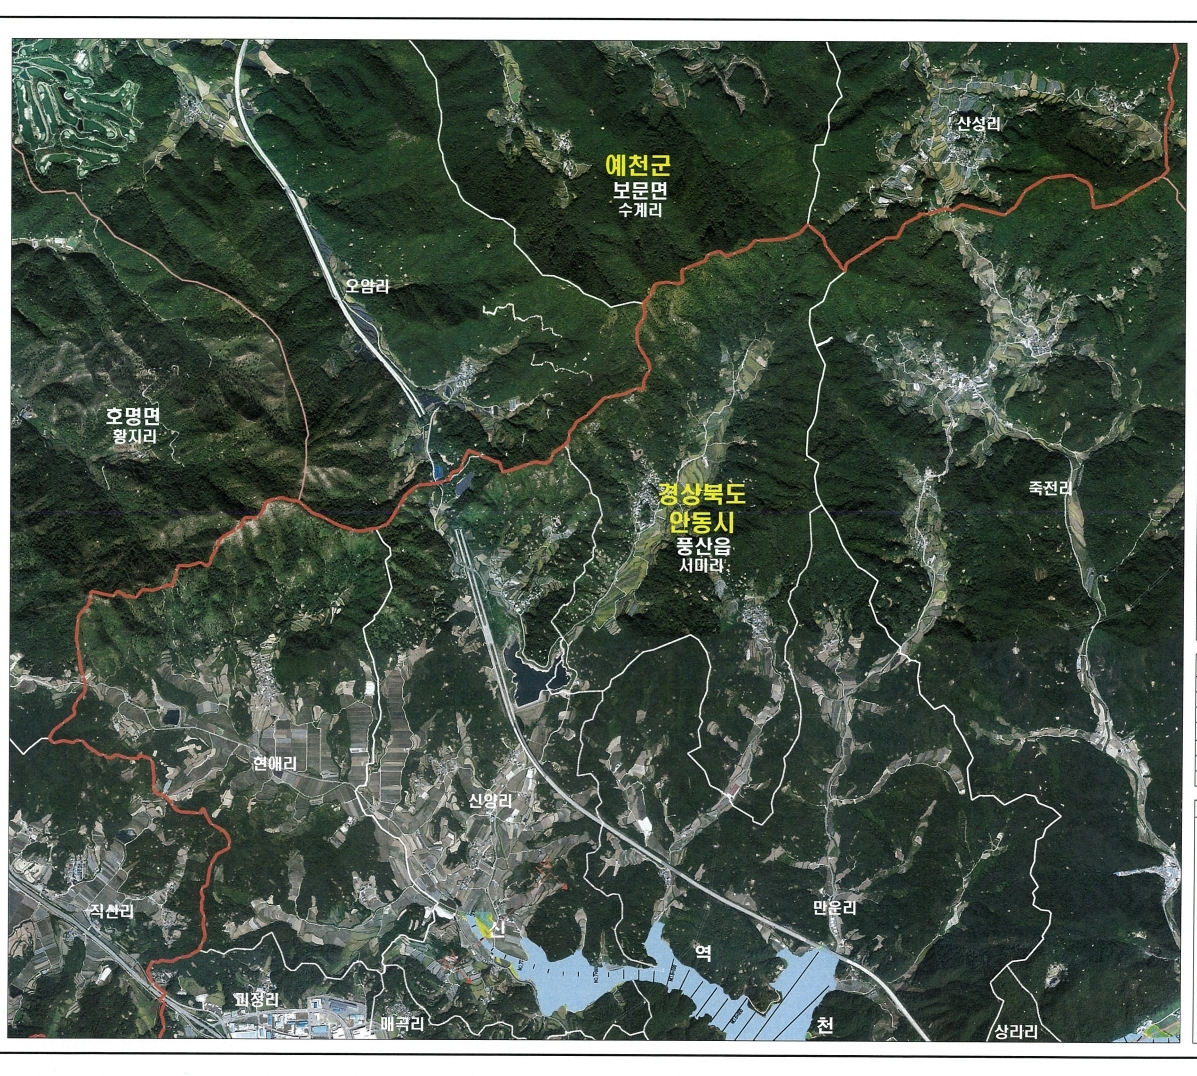 산성리
예천군
보문면
수계리
오암리
호명면
황지리
경상북도
안동시
풍산읍
서미리
죽전리
현애리
신양리
직산리
만운리
신
역
천
괴정리
매곡리
상리리